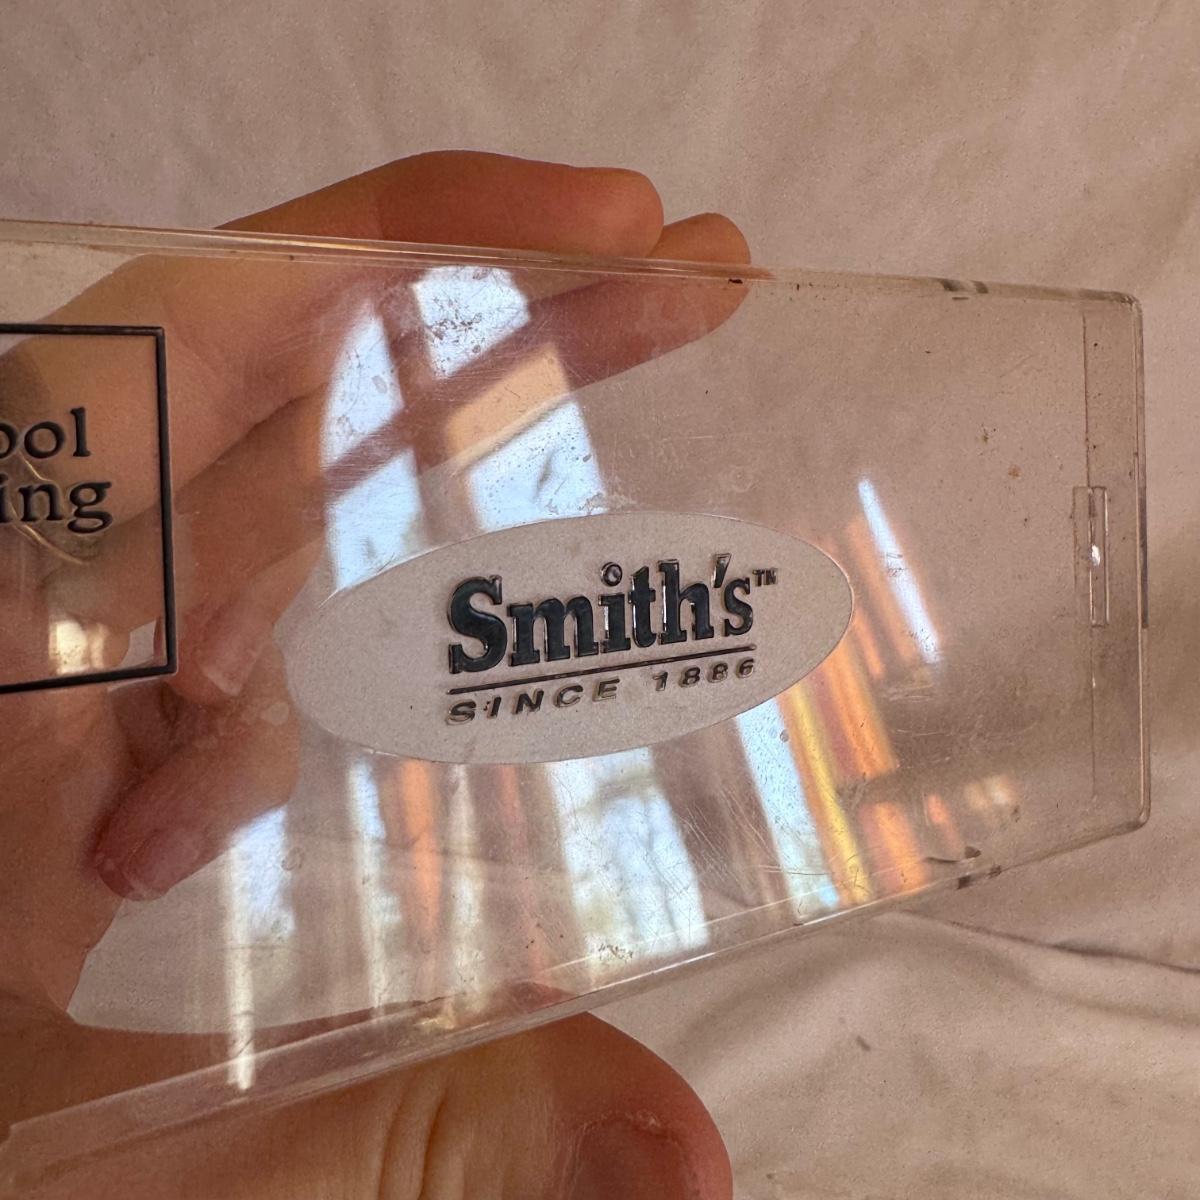 ool
ing
Smith's™
SINCE 1886